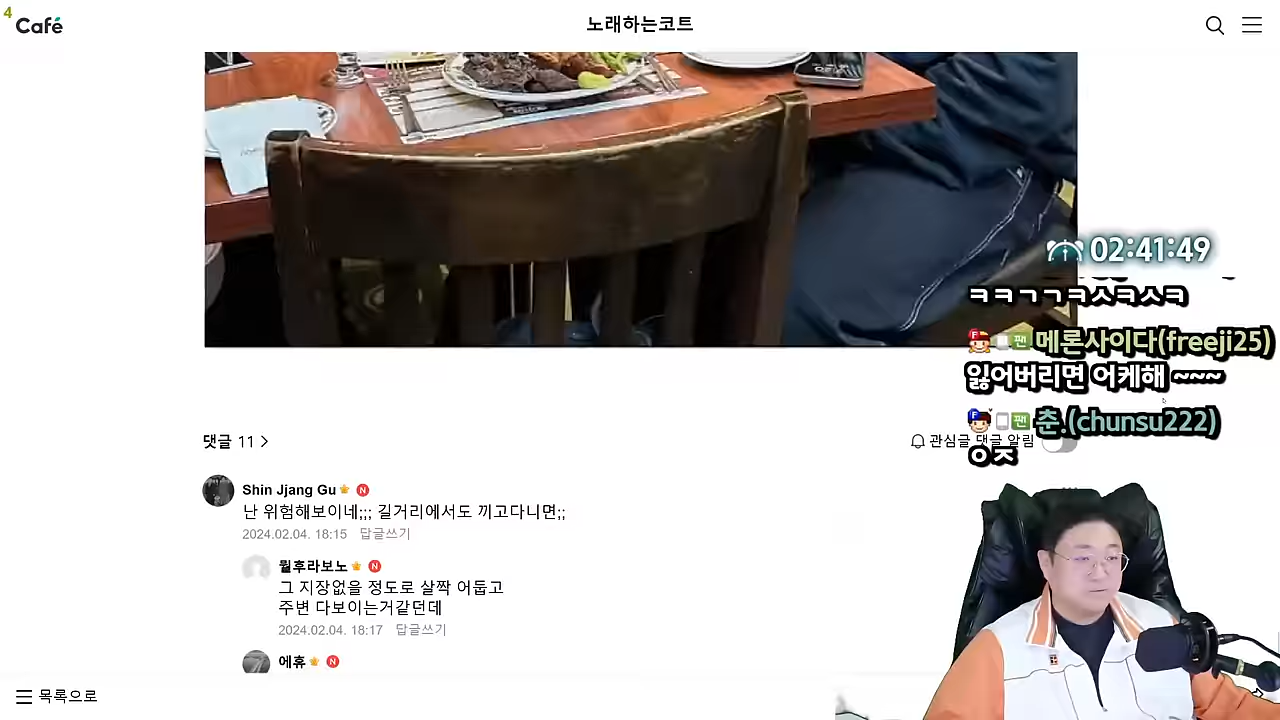 4
Café
노래하는코트
02:41:49
ㅋㅋㄱㄱㅋㅅㅋㅅㅋ
메론사이다(freeji25)
잃어버리면 어케해 ~~~
춘.(chunsu222)
ㅇㅈ
댓글 11 >
관심글 댓글 알림
Shin Jjang Gu N
난 위험해보이네;;; 길거리에서도 끼고다니면;;
2024.02.04. 18:15 답글쓰기
윌후라보노 N
그 지장없을 정도로 살짝 어둡고
주변 다보이는거같던데
2024.02.04. 18:17 답글쓰기
에휴 N
목록으로